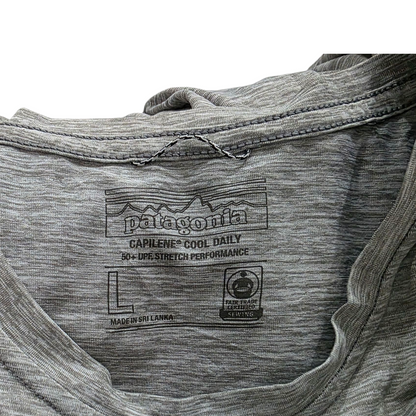 patagonia
CAPILENE® COOL DAILY
50+ UPF, STRETCH PERFORMANCE
L
MADE IN SRI LANKA
FAIR TRADE
CERTIFIED
SEWING